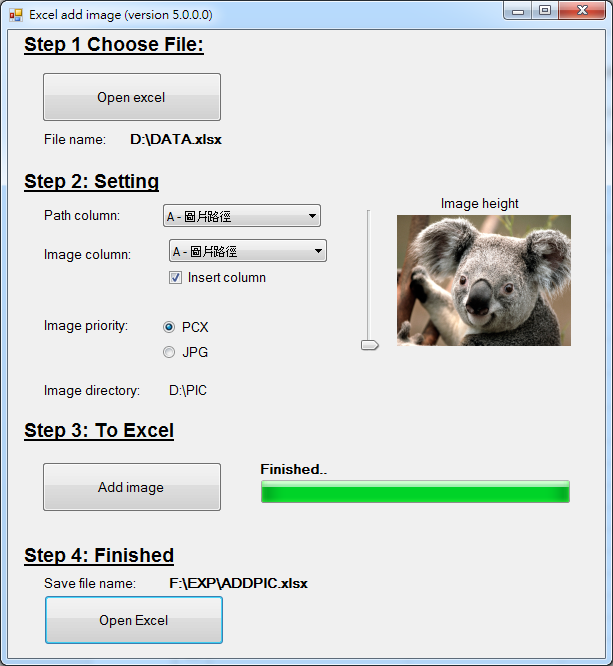 Excel add image (version 5.0.0.0)
Step 1 Choose File:
Open excel
File name: D:\DATA.xlsx
Step 2: Setting
Path column: A - 圖片路徑
Image height
Image column: A - 圖片路徑
Insert column
Image priority: PCX
JPG
Image directory: D:\PIC
Step 3: To Excel
Finished..
Add image
Step 4: Finished
Save file name: F:\EXP\ADDPIC.xlsx
Open Excel